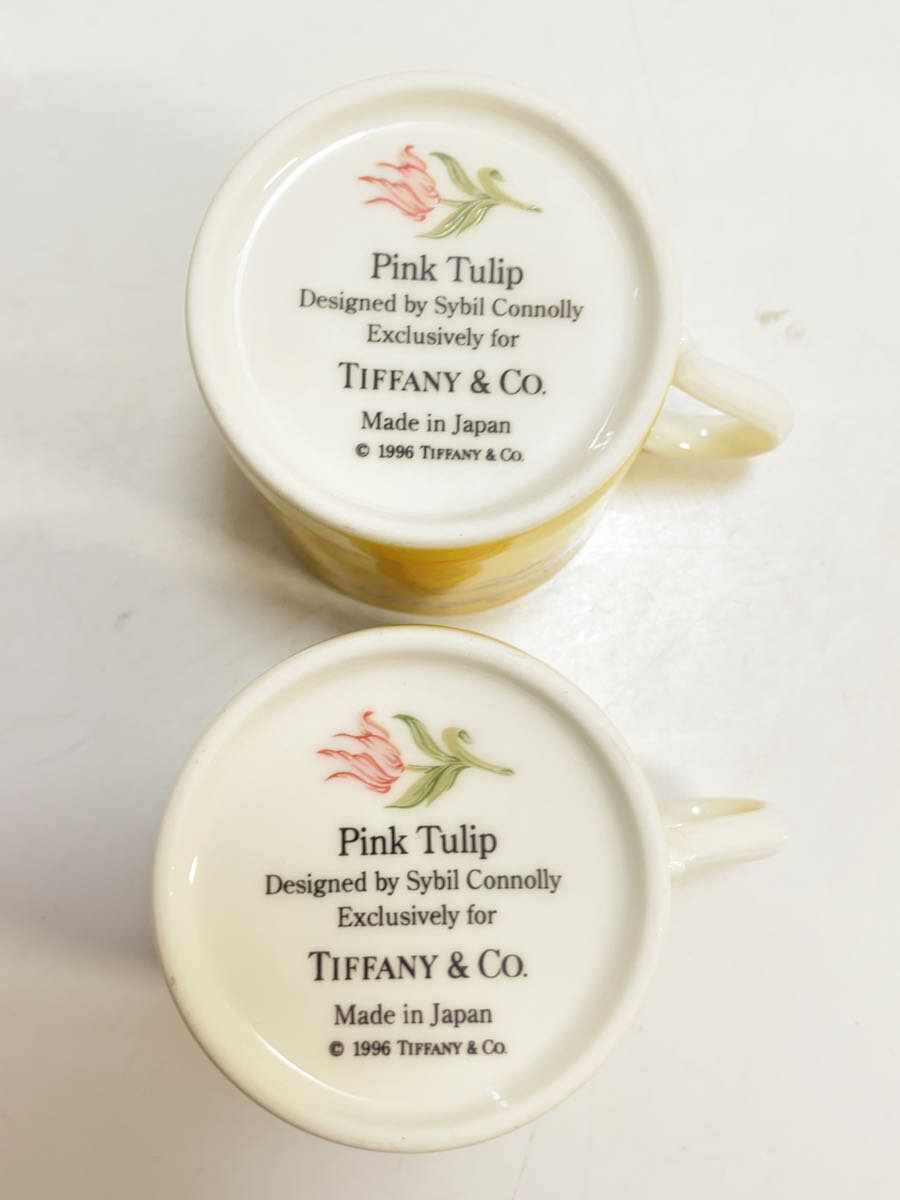 Pink Tulip
Designed by Sybil Connolly
Exclusively for
TIFFANY & CO.
Made in Japan
© 1996 TIFFANY & CO.
Pink Tulip
Designed by Sybil Connolly
Exclusively for
TIFFANY & CO.
Made in Japan
© 1996 TIFFANY & CO.